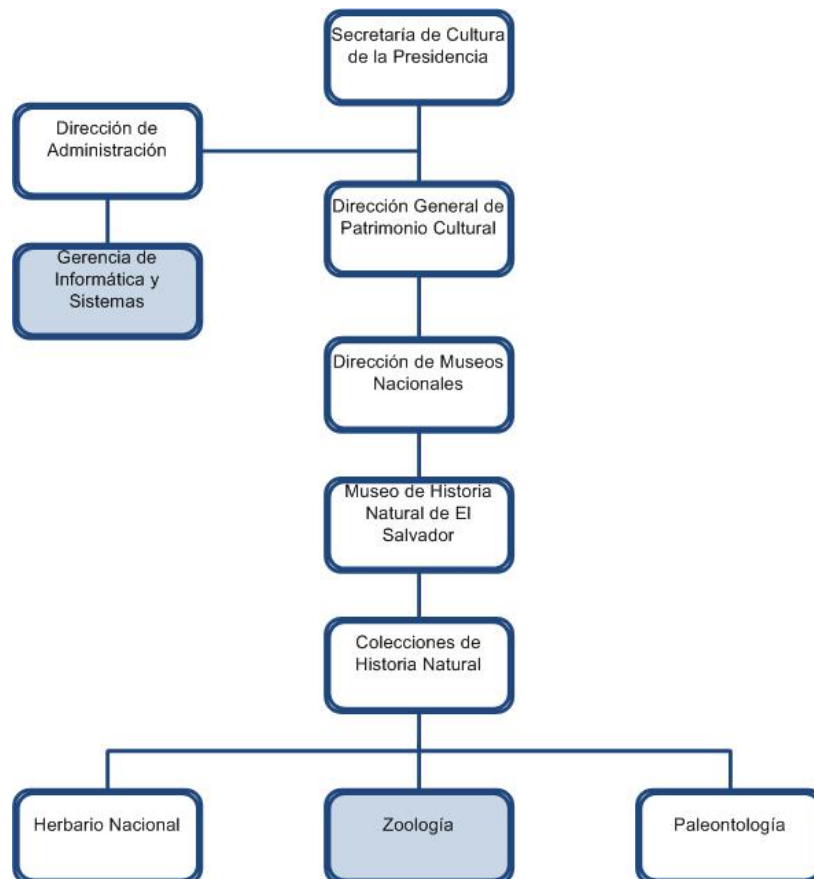 Secretaría de Cultura
de la Presidencia
Dirección de
Administración
Dirección General de
Patrimonio Cultural
Gerencia de
Informática y
Sistemas
Dirección de Museos
Nacionales
Museo de Historia
Natural de El
Salvador
Colecciones de
Historia Natural
Herbario Nacional
Zoología
Paleontología